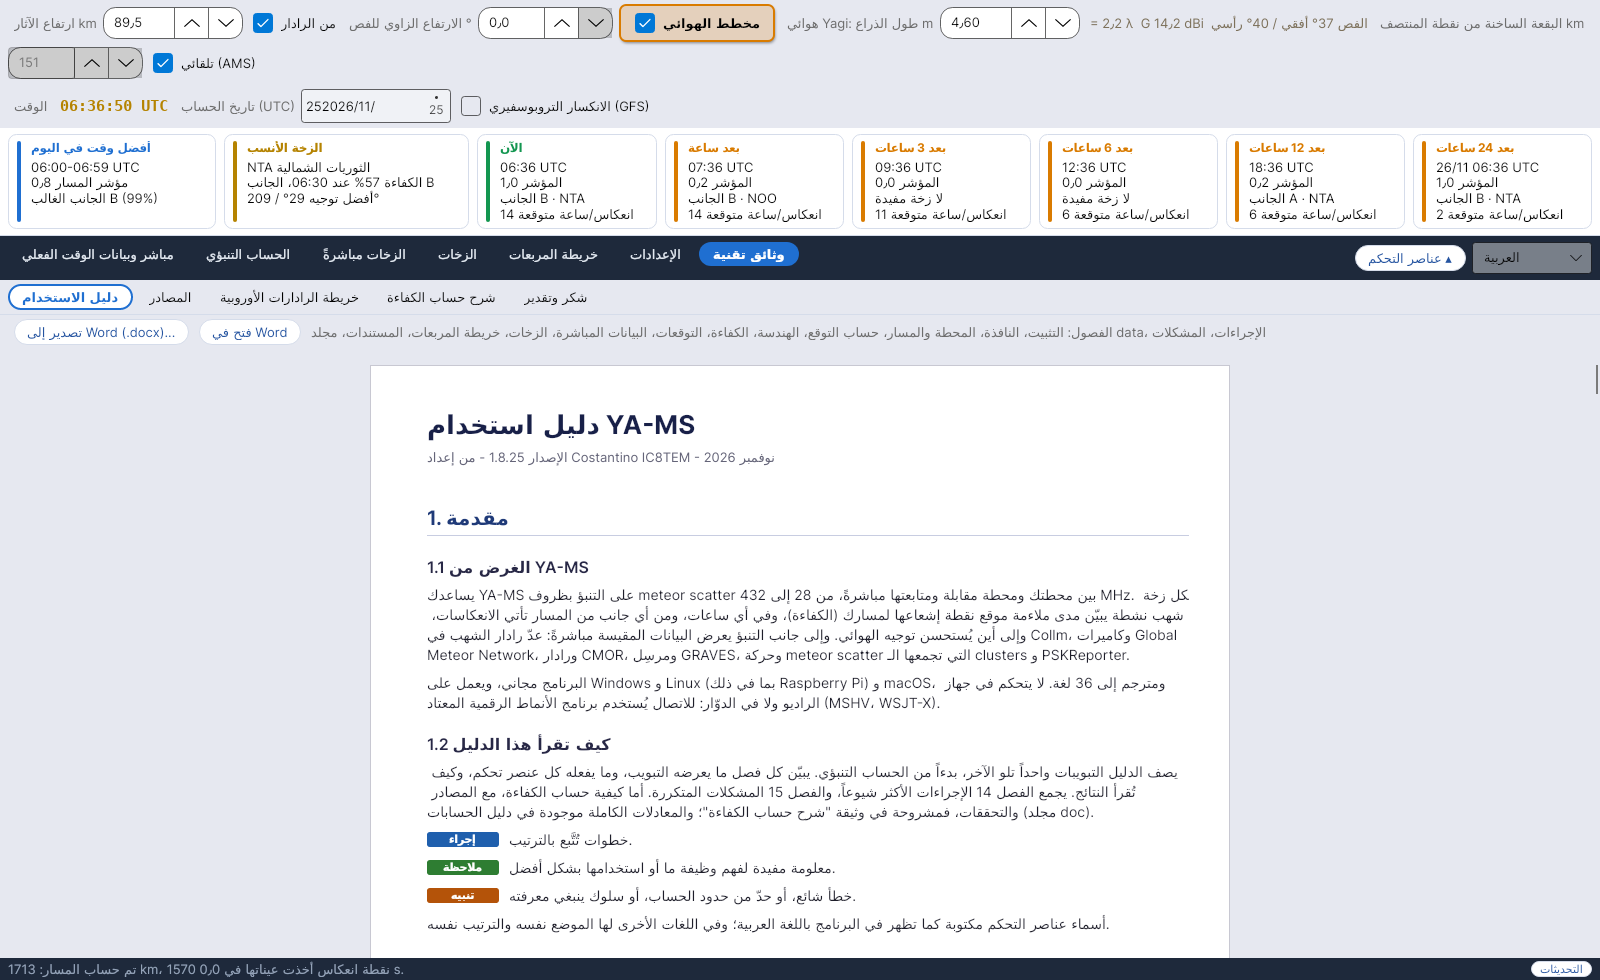 ارتفاع الآثار km 89٫5 من الرادار الارتفاع الزاوي للفص ° 0٫0 مخطط الهوائي هوائي Yagi: طول الذراع m 4٫60 = 2٫2 λ G 14٫2 dBi الفص 37° أفقي / 40° رأسي البقعة الساخنة من نقطة المنتصف km
151 تلقائي (AMS)
الوقت 06:36:50 UTC تاريخ الحساب (UTC) 252026/11/ 25 الانكسار التروبوسفيري (GFS)
أفضل وقت في اليوم
06:00-06:59 UTC
مؤشر المسار 0٫8
الجانب الغالب B (99%)
الزخة الأنسب
NTA الثوريات الشمالية
الكفاءة 57% عند 06:30، الجانب B
أفضل توجيه 29° / 209°
الآن
06:36 UTC
المؤشر 1٫0
الجانب B · NTA
انعكاس/ساعة متوقعة 14
بعد ساعة
07:36 UTC
المؤشر 0٫2
الجانب B · NOO
انعكاس/ساعة متوقعة 14
بعد 3 ساعات
09:36 UTC
المؤشر 0٫0
لا زخة مفيدة
انعكاس/ساعة متوقعة 11
بعد 6 ساعات
12:36 UTC
المؤشر 0٫0
لا زخة مفيدة
انعكاس/ساعة متوقعة 6
بعد 12 ساعات
18:36 UTC
المؤشر 0٫2
الجانب A · NTA
انعكاس/ساعة متوقعة 6
بعد 24 ساعات
26/11 06:36 UTC
المؤشر 1٫0
الجانب B · NTA
انعكاس/ساعة متوقعة 2
مباشر وبيانات الوقت الفعلي الحساب التنبؤي الزخات مباشرةً الزخات خريطة المربعات الإعدادات وثائق تقنية عناصر التحكم ▴ العربية
دليل الاستخدام المصادر خريطة الرادارات الأوروبية شرح حساب الكفاءة شكر وتقدير
تصدير إلى Word (.docx)... فتح في Word الفصول: التثبيت، النافذة، المحطة والمسار، حساب التوقع، الهندسة، الكفاءة، التوقعات، البيانات المباشرة، الزخات، خريطة المربعات، المستندات، مجلد data، الإجراءات، المشكلات
دليل استخدام YA-MS
الإصدار 1.8.25 - من إعداد Costantino IC8TEM - نوفمبر 2026
1. مقدمة
1.1 الغرض من YA-MS
يساعدك YA-MS على التنبؤ بظروف meteor scatter بين محطتك ومحطة مقابلة ومتابعتها مباشرةً، من 28 إلى 432 MHz. كل زخة
شهب نشطة يبيّن مدى ملاءمة موقع نقطة إشعاعها لمسارك (الكفاءة)، وفي أي ساعات، ومن أي جانب من المسار تأتي الانعكاسات،
وإلى أين يُستحسن توجيه الهوائي. وإلى جانب التنبؤ يعرض البيانات المقيسة مباشرةً: عدّ رادار الشهب في Collm، وكاميرات Global
Meteor Network، ورادار CMOR، ومرسِل GRAVES، وحركة meteor scatter التي تجمعها الـ clusters و PSKReporter.
البرنامج مجاني، ويعمل على Windows و Linux (بما في ذلك Raspberry Pi) و macOS، ومترجم إلى 36 لغة. لا يتحكم في جهاز
الراديو ولا في الدوّار: للاتصال يُستخدم برنامج الأنماط الرقمية المعتاد (MSHV، WSJT-X).
1.2 كيف تقرأ هذا الدليل
يصف الدليل التبويبات واحداً تلو الآخر، بدءاً من الحساب التنبؤي. يبيّن كل فصل ما يعرضه التبويب، وما يفعله كل عنصر تحكم، وكيف
تُقرأ النتائج. يجمع الفصل 14 الإجراءات الأكثر شيوعاً، والفصل 15 المشكلات المتكررة. أما كيفية حساب الكفاءة، مع المصادر
والتحققات، فمشروحة في وثيقة "شرح حساب الكفاءة"؛ والمعادلات الكاملة موجودة في دليل الحسابات (مجلد doc).
إجراء خطوات تُتَّبع بالترتيب.
ملاحظة معلومة مفيدة لفهم وظيفة ما أو استخدامها بشكل أفضل.
تنبيه خطأ شائع، أو حدّ من حدود الحساب، أو سلوك ينبغي معرفته.
أسماء عناصر التحكم مكتوبة كما تظهر في البرنامج باللغة العربية؛ وفي اللغات الأخرى لها الموضع نفسه والترتيب نفسه.
تم حساب المسار: 1713 km، 1570 نقطة انعكاس أخذت عيناتها في 0٫0 s. التحديثات